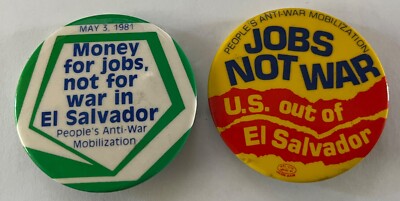 MAY 3, 1981
Money
for jobs,
not for
war in
El Salvador
People's Anti-War
Mobilization
PEOPLE'S ANTI-WAR MOBILIZATION
JOBS
NOT WAR
U.S. out of
El Salvador